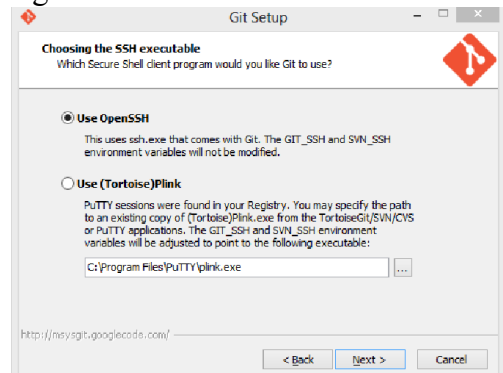 Git Setup
Choosing the SSH executable
Which Secure Shell client program would you like Git to use?
Use OpenSSH
This uses ssh.exe that comes with Git. The GIT_SSH and SVN_SSH
environment variables will not be modified.
Use (Tortoise)Plink
PuTTY sessions were found in your Registry. You may specify the path
to an existing copy of (Tortoise)Plink.exe from the TortoiseGit/SVN/CVS
or PuTTY applications. The GIT_SSH and SVN_SSH environment
variables will be adjusted to point to the following executable:
C:\Program Files\PuTTY\plink.exe
...
http://msysgit.googlecode.com/
< Back Next > Cancel